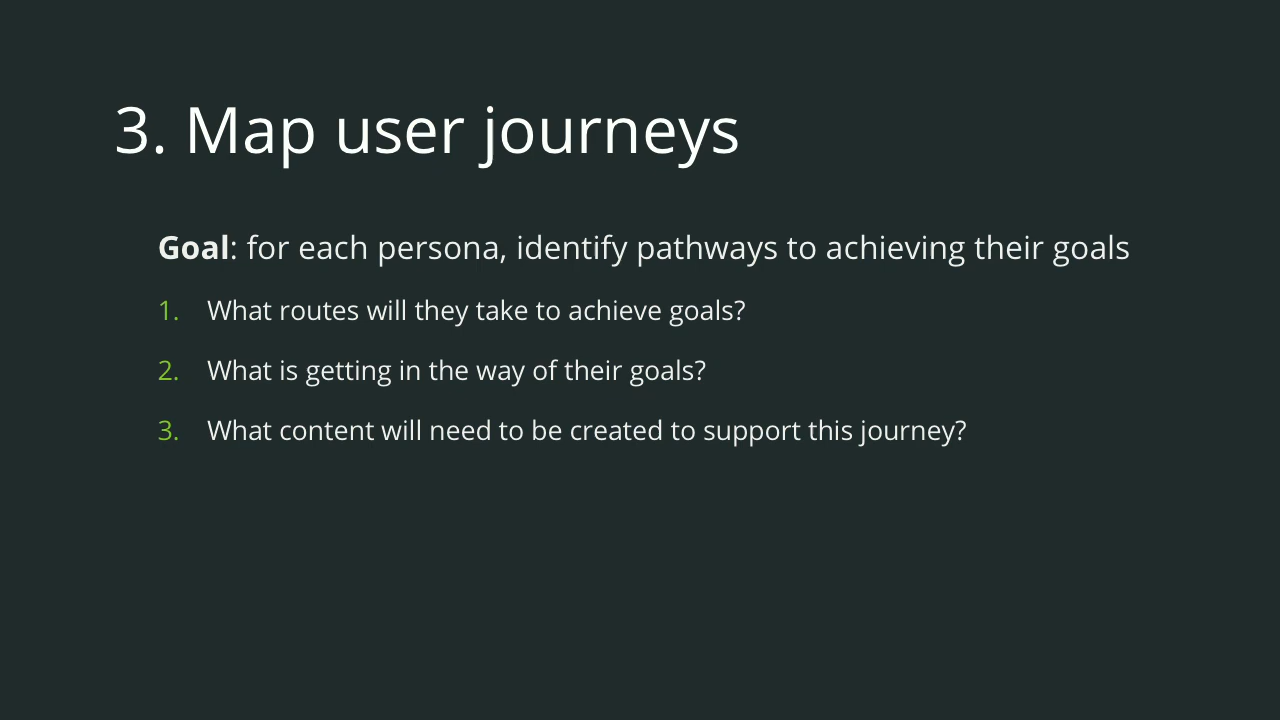 3. Map user journeys
Goal: for each persona, identify pathways to achieving their goals
1. What routes will they take to achieve goals?
2. What is getting in the way of their goals?
3. What content will need to be created to support this journey?